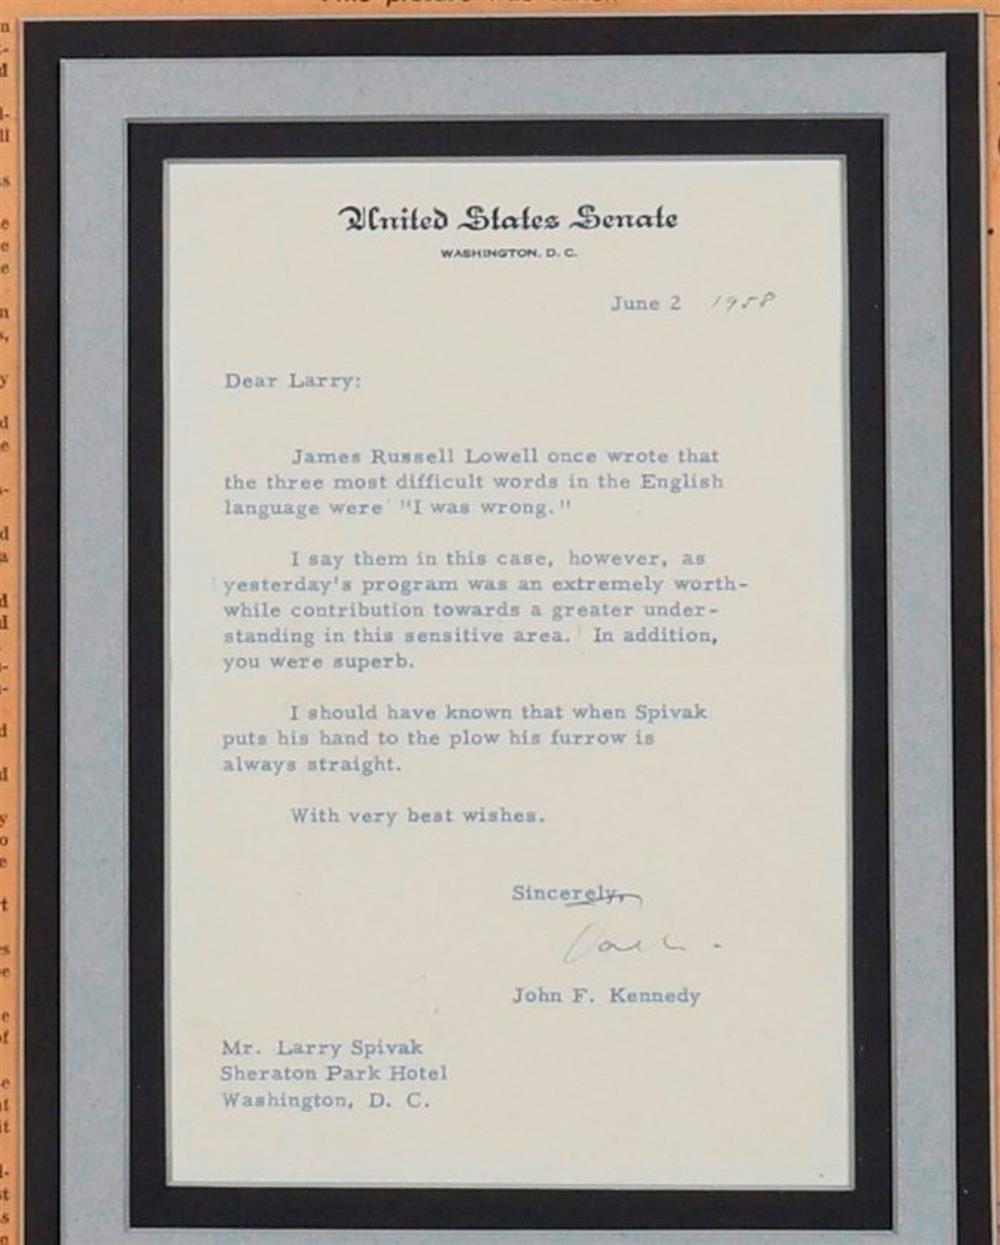 United States Senate
WASHINGTON, D. C.
June 2 1958
Dear Larry:
James Russell Lowell once wrote that
the three most difficult words in the English
language were "I was wrong."
I say them in this case, however, as
yesterday's program was an extremely worth-
while contribution towards a greater under-
standing in this sensitive area. In addition,
you were superb.
I should have known that when Spivak
puts his hand to the plow his furrow is
always straight.
With very best wishes.
Sincerely,
John F. Kennedy
Mr. Larry Spivak
Sheraton Park Hotel
Washington, D. C.